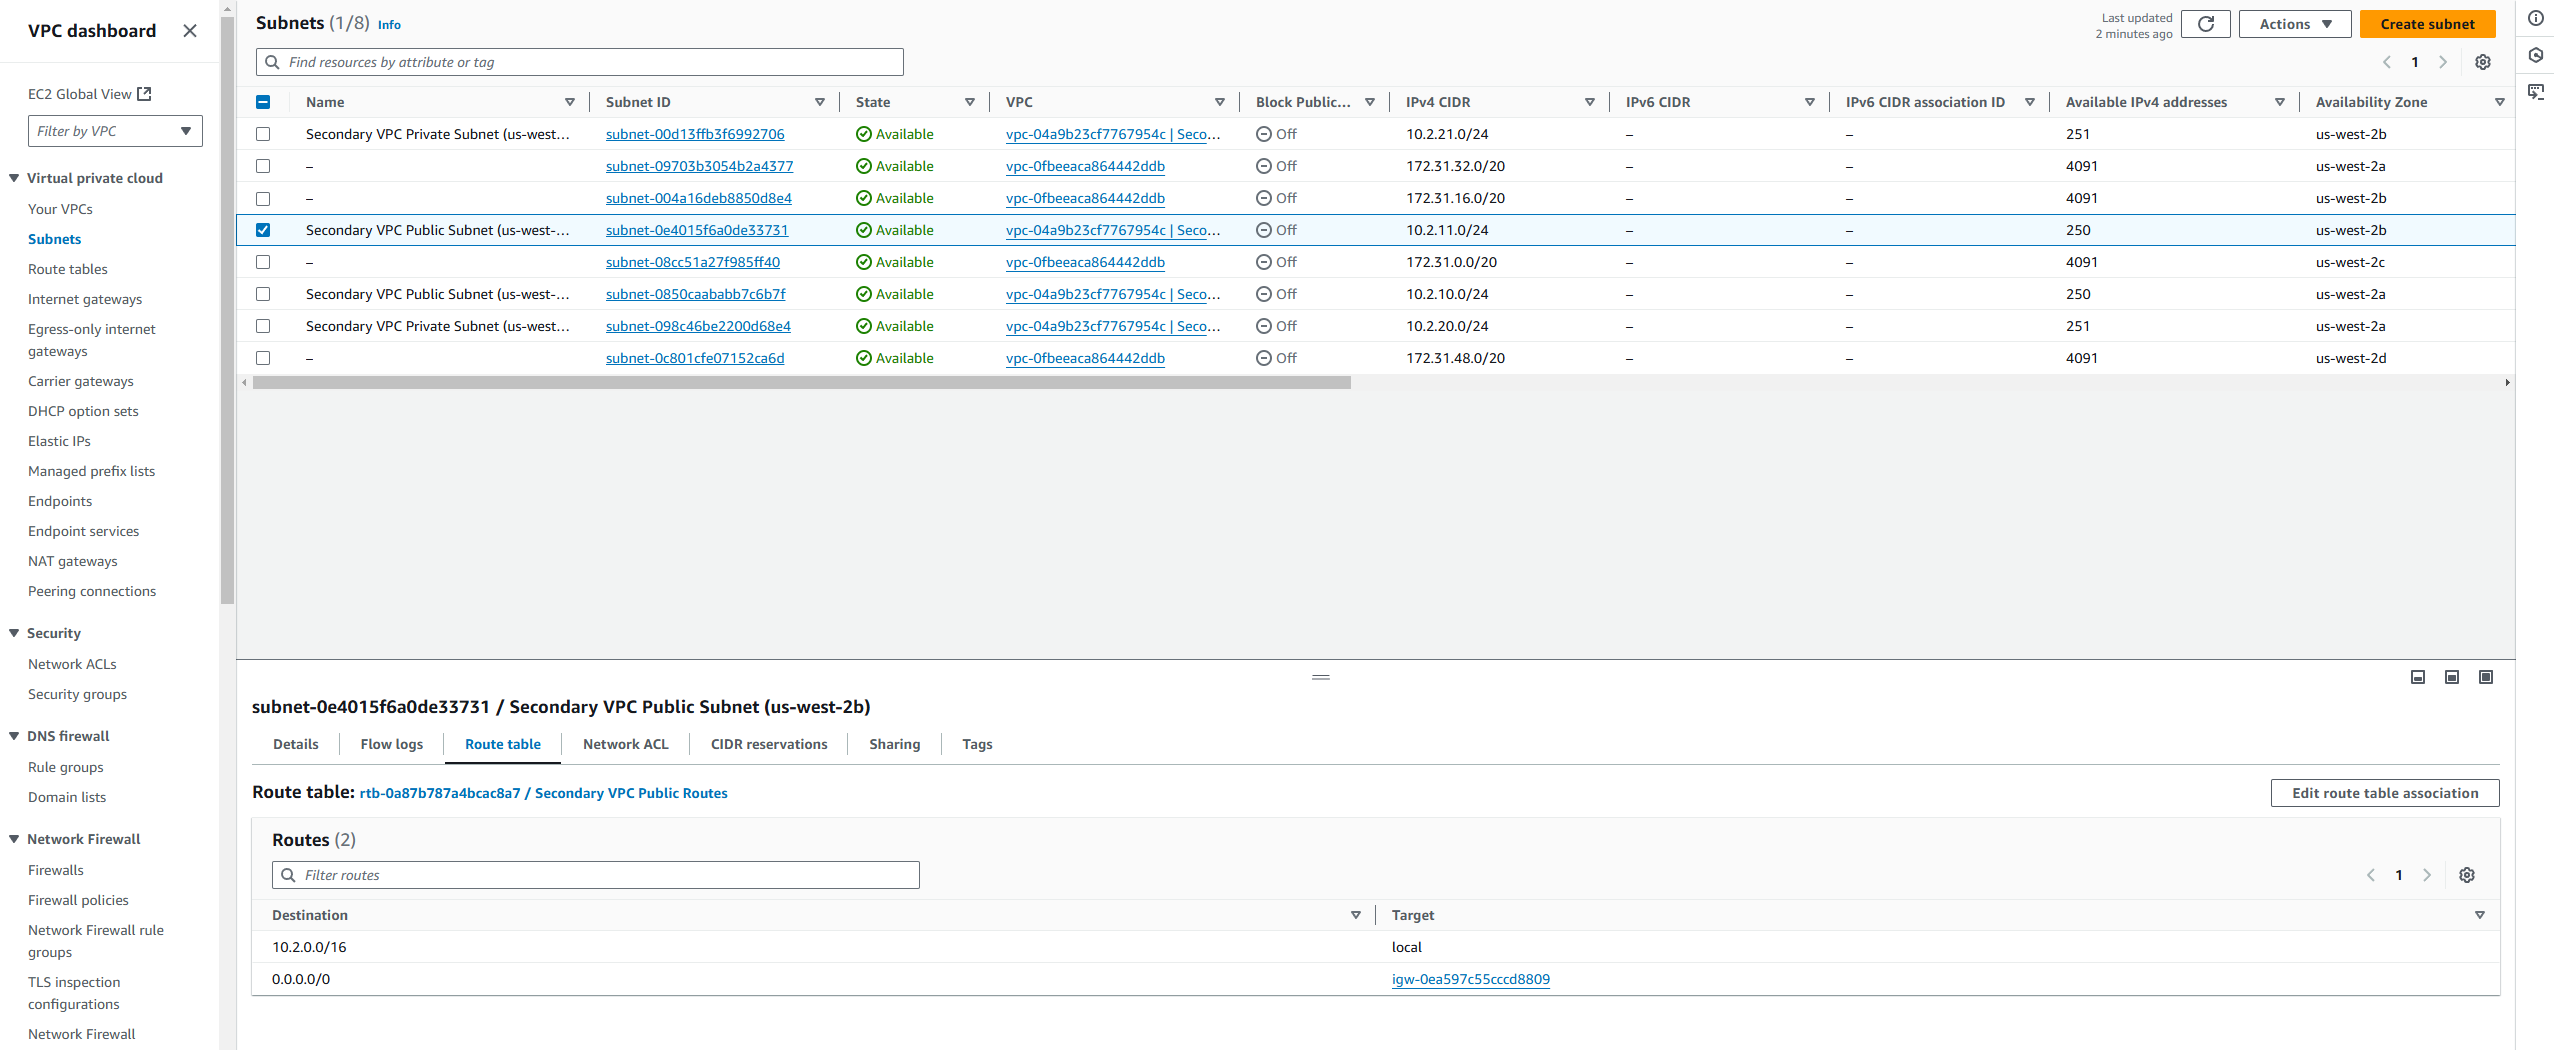 VPC dashboard
EC2 Global View
Filter by VPC
Virtual private cloud
Your VPCs
Subnets
Route tables
Internet gateways
Egress-only internet
gateways
Carrier gateways
DHCP option sets
Elastic IPs
Managed prefix lists
Endpoints
Endpoint services
NAT gateways
Peering connections
Security
Network ACLs
Security groups
DNS firewall
Rule groups
Domain lists
Network Firewall
Firewalls
Firewall policies
Network Firewall rule
groups
TLS inspection
configurations
Network Firewall
Subnets (1/8) Info
Last updated
2 minutes ago
Actions
Create subnet
Find resources by attribute or tag
1
Name Subnet ID State VPC Block Public... IPv4 CIDR IPv6 CIDR IPv6 CIDR association ID Available IPv4 addresses Availability Zone
Secondary VPC Private Subnet (us-west... subnet-00d13ffb3f6992706 Available vpc-04a9b23cf7767954c | Seco... Off 10.2.21.0/24 – – 251 us-west-2b
– subnet-09703b3054b2a4377 Available vpc-0fbeeaca864442ddb Off 172.31.32.0/20 – – 4091 us-west-2a
– subnet-004a16deb8850d8e4 Available vpc-0fbeeaca864442ddb Off 172.31.16.0/20 – – 4091 us-west-2b
Secondary VPC Public Subnet (us-west-... subnet-0e4015f6a0de33731 Available vpc-04a9b23cf7767954c | Seco... Off 10.2.11.0/24 – – 250 us-west-2b
– subnet-08cc51a27f985ff40 Available vpc-0fbeeaca864442ddb Off 172.31.0.0/20 – – 4091 us-west-2c
Secondary VPC Public Subnet (us-west-... subnet-0850caababb7c6b7f Available vpc-04a9b23cf7767954c | Seco... Off 10.2.10.0/24 – – 250 us-west-2a
Secondary VPC Private Subnet (us-west... subnet-098c46be2200d68e4 Available vpc-04a9b23cf7767954c | Seco... Off 10.2.20.0/24 – – 251 us-west-2a
– subnet-0c801cfe07152ca6d Available vpc-0fbeeaca864442ddb Off 172.31.48.0/20 – – 4091 us-west-2d
subnet-0e4015f6a0de33731 / Secondary VPC Public Subnet (us-west-2b)
Details Flow logs Route table Network ACL CIDR reservations Sharing Tags
Route table: rtb-0a87b787a4bcac8a7 / Secondary VPC Public Routes
Edit route table association
Routes (2)
Filter routes
1
Destination Target
10.2.0.0/16 local
0.0.0.0/0 igw-0ea597c55cccd8809